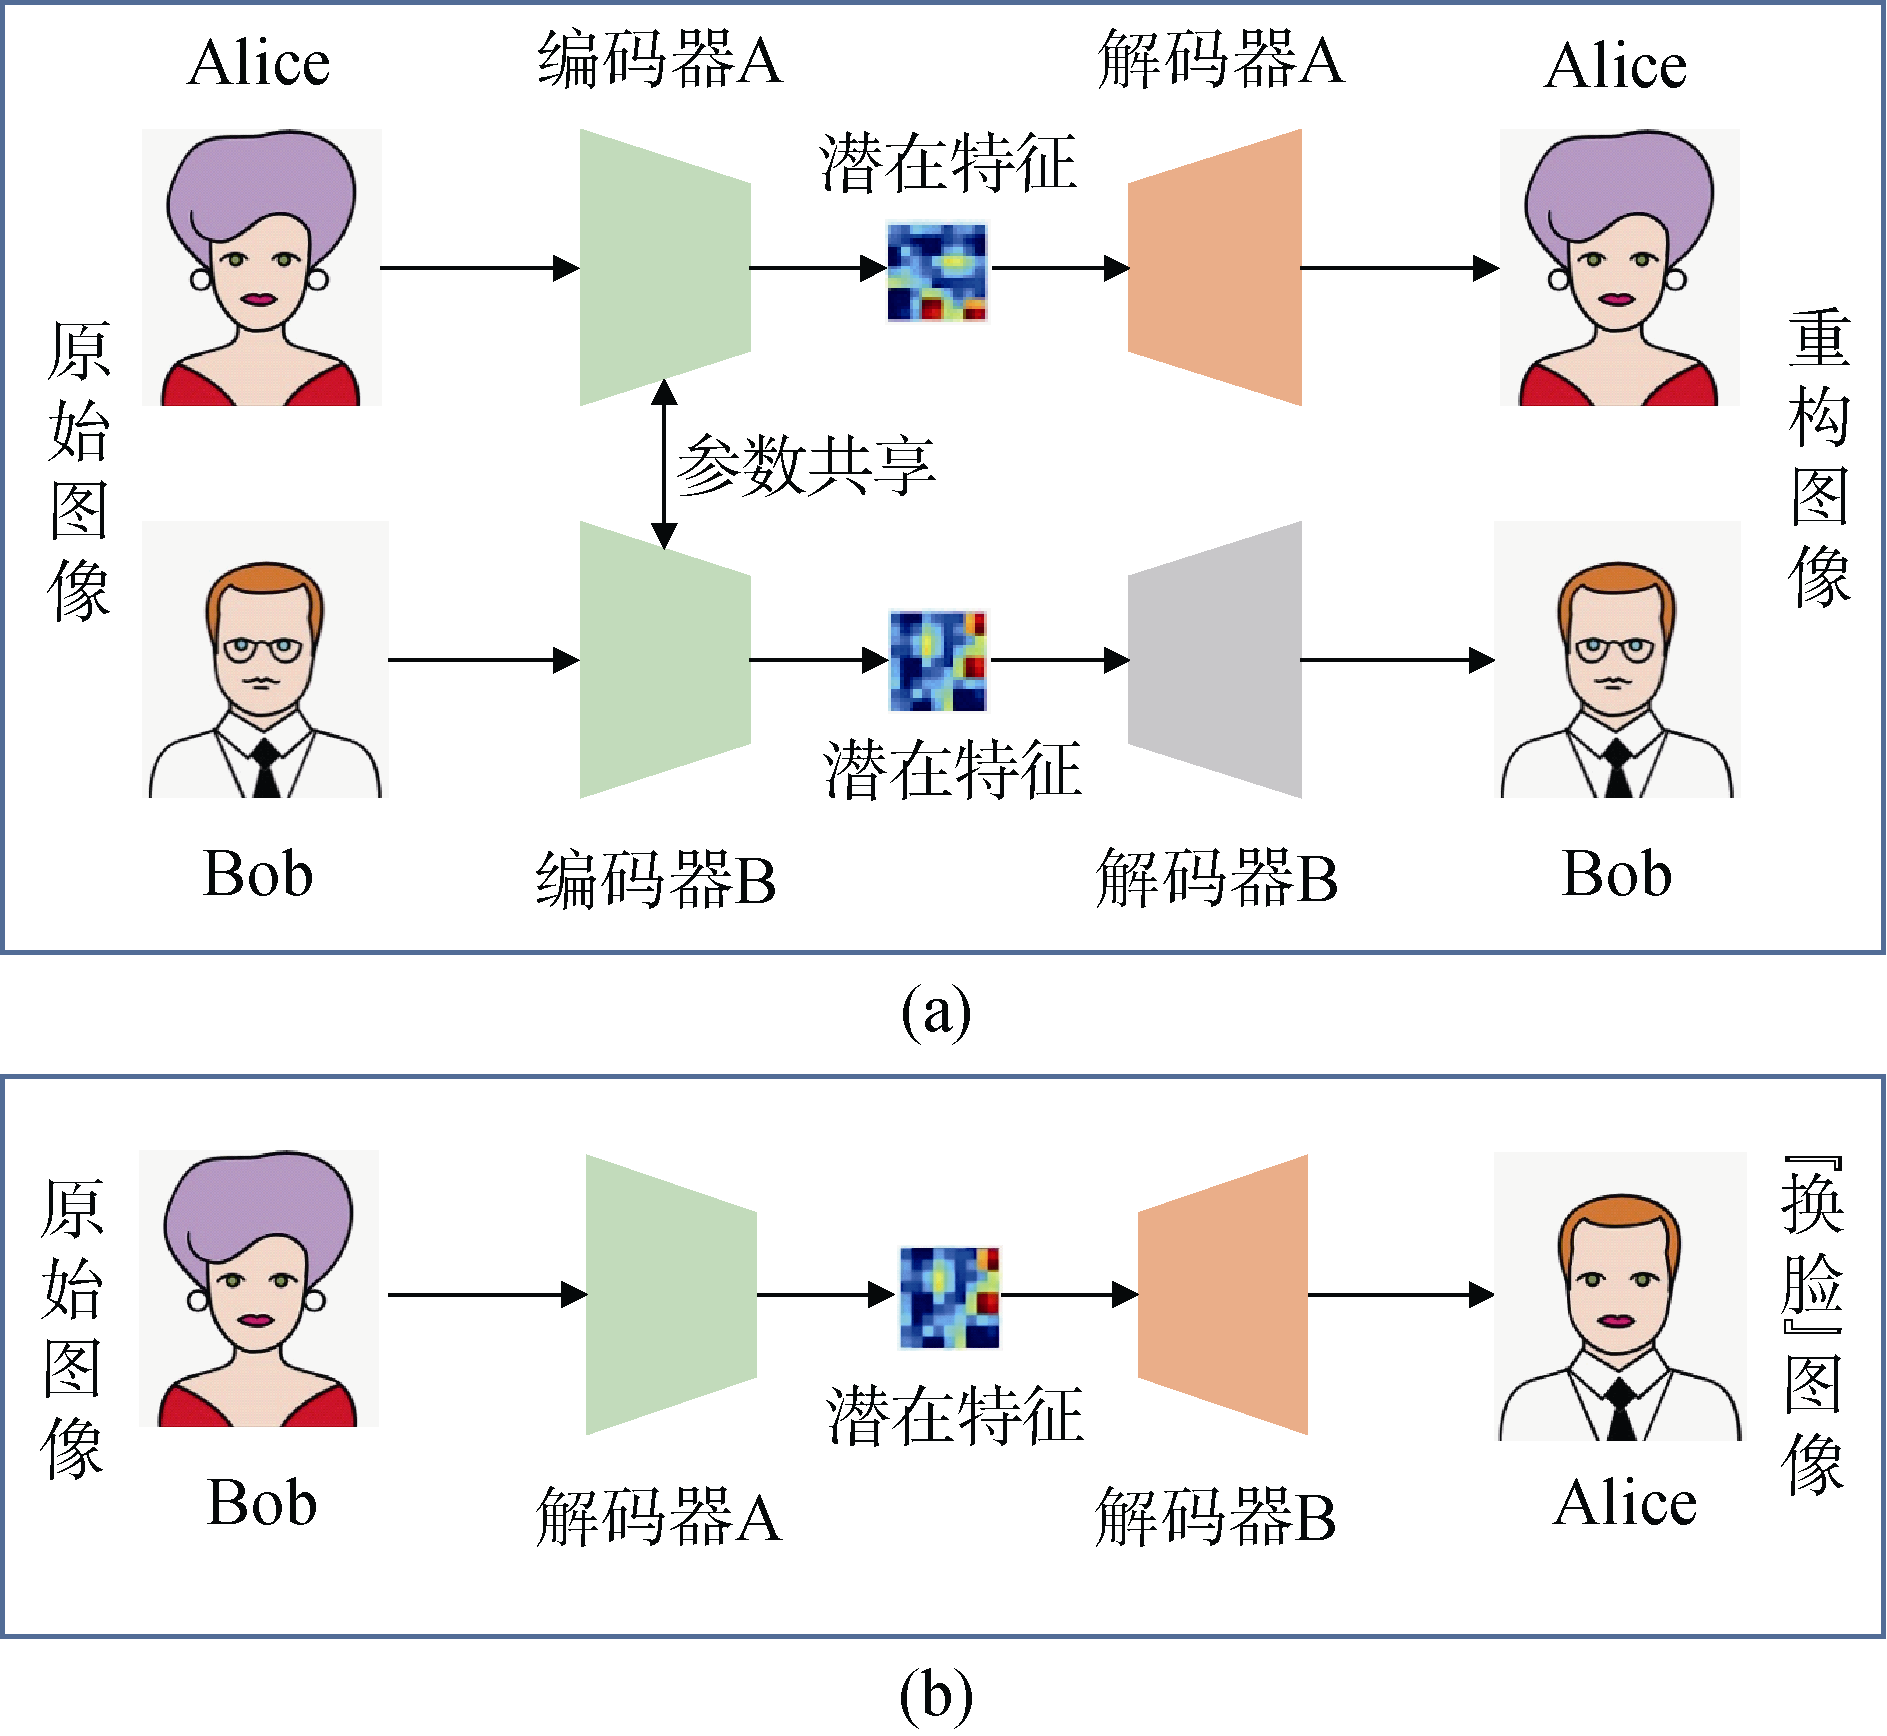 Alice
编码器A
解码器A
Alice
潜在特征
原始图像
重构图像
参数共享
潜在特征
Bob
编码器B
解码器B
Bob
(a)
原始图像
『换脸』图像
潜在特征
Bob
解码器A
解码器B
Alice
(b)